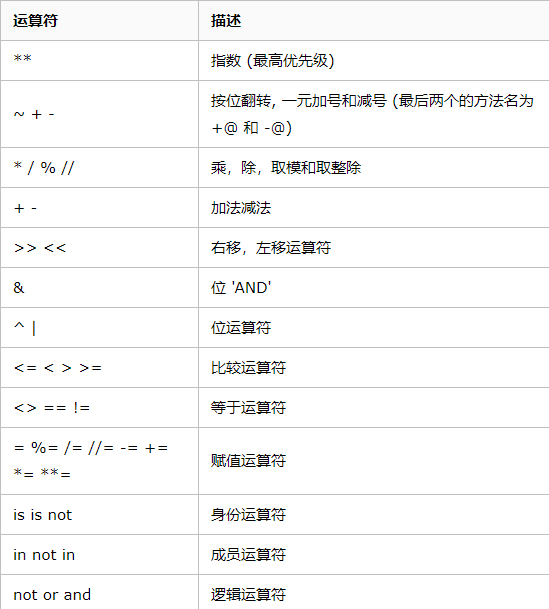 运算符 描述
** 指数 (最高优先级)
~ + - 按位翻转, 一元加号和减号 (最后两个的方法名为
+@ 和 -@)
* / % // 乘，除，取模和取整除
+ - 加法减法
>> << 右移，左移运算符
& 位 'AND'
^ | 位运算符
<= < > >= 比较运算符
<> == != 等于运算符
= %= /= //= -= += 赋值运算符
*= **=
is is not 身份运算符
in not in 成员运算符
not or and 逻辑运算符